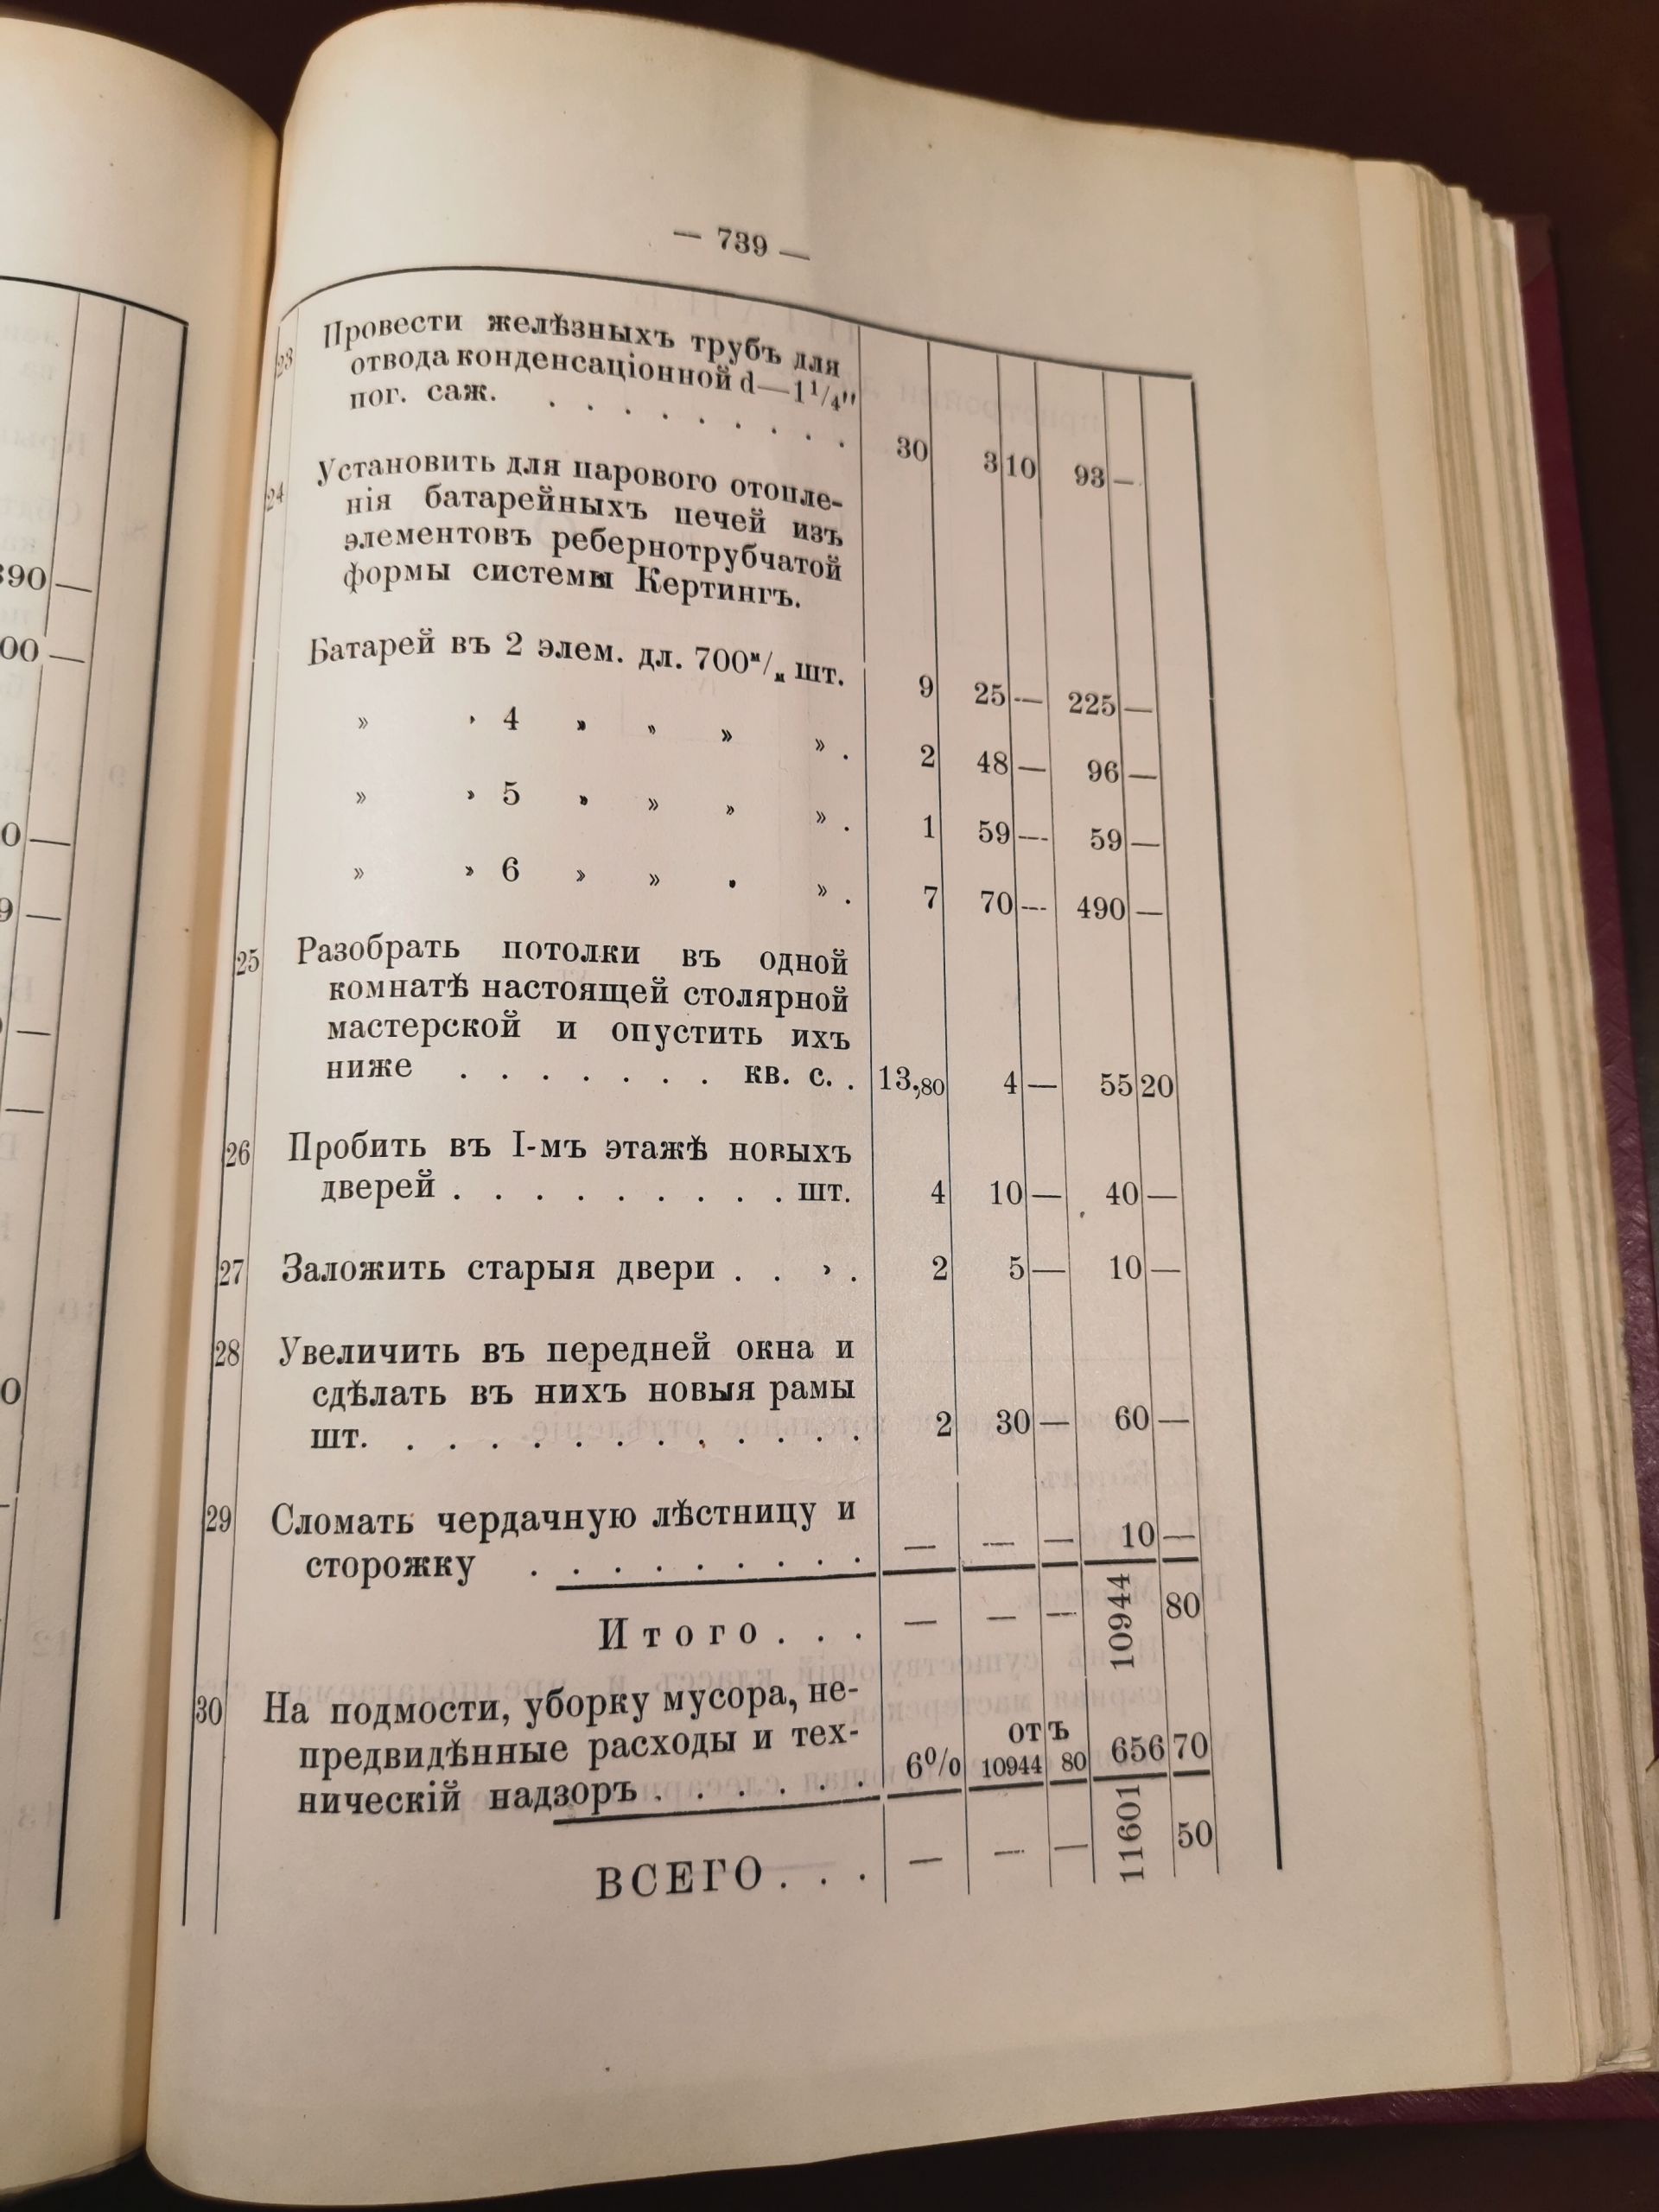 — 739 —
23 Провести желѣзныхъ трубъ для
отвода конденсаціонной d—1¹/₄"
пог. саж. . . . . . . . . . 30 3 10 93 —
24 Установить для парового отопле-
нія батарейныхъ печей изъ
элементовъ ребернотрубчатой
формы системы Кертингъ.
Батарей въ 2 элем. дл. 700ᵐ/ₘ шт. 9 25 — 225 —
» » 4 » » » » . 2 48 — 96 —
» » 5 » » » » . 1 59 — 59 —
» » 6 » » » » . 7 70 — 490 —
25 Разобрать потолки въ одной
комнатѣ настоящей столярной
мастерской и опустить ихъ
ниже . . . . . . . кв. с. . 13,80 4 — 55 20
26 Пробить въ I-мъ этажѣ новыхъ
дверей . . . . . . . . . шт. 4 10 — 40 —
27 Заложить старыя двери . . » . 2 5 — 10 —
28 Увеличить въ передней окна и
сдѣлать въ нихъ новыя рамы
шт. . . . . . . . . . . . . 2 30 — 60 —
29 Сломать чердачную лѣстницу и
сторожку . . . . . . . . . — — — 10 —
Итого . . . — — — 10944 80
30 На подмости, уборку мусора, не-
предвидѣнные расходы и тех-
ническій надзоръ . . . . . . 6% отъ 10944 80 656 70
ВСЕГО . . . — — — 11601 50
390 —
00 —
0 —
9 —
—
—
0